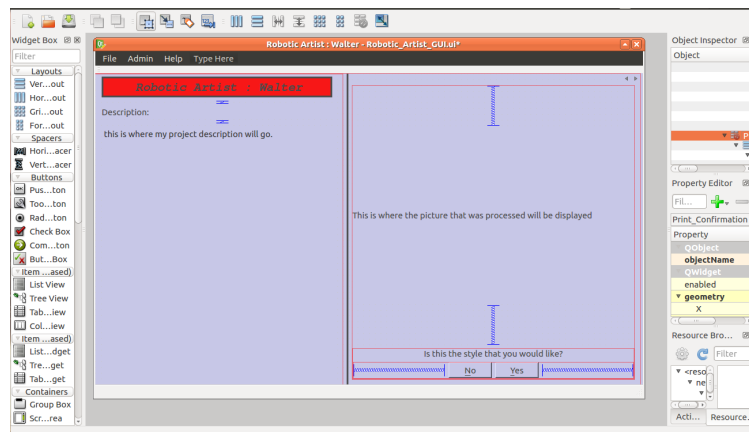 Widget Box
Filter
Layouts
Ver...out
Hor...out
Gri...out
For...out
Spacers
Hori...acer
Vert...acer
Buttons
Pus...ton
Too...ton
Rad...ton
Check Box
Com...ton
But...Box
Item ...ased)
List View
Tree View
Tab...iew
Col...iew
Item ...ased)
List...dget
Tre...get
Tab...get
Containers
Group Box
Scr...rea
Robotic Artist : Walter - Robotic_Artist_GUI.ui*
File Admin Help Type Here
Robotic Artist : Walter
Description:
this is where my project description will go.
This is where the picture that was processed will be displayed
Is this the style that you would like?
No Yes
Object Inspector
Object
P
Property Editor
Fil...
Print_Confirmation
Property
QObject
objectName
QWidget
enabled
geometry
X
Resource Bro...
Filter
<reso
ne
Acti... Resource...